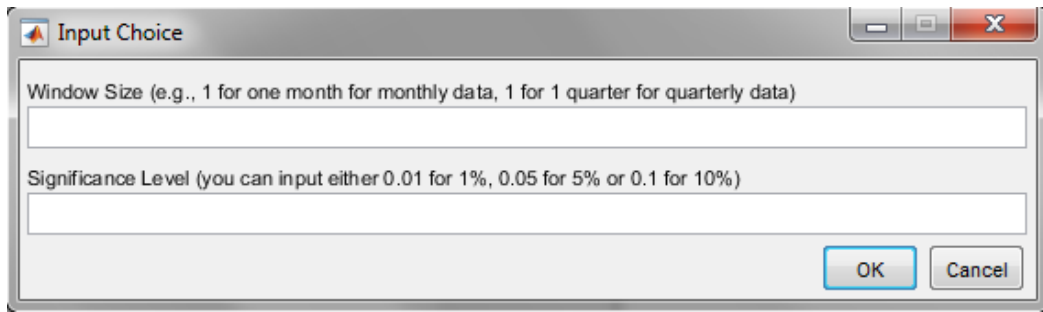 Input Choice
Window Size (e.g., 1 for one month for monthly data, 1 for 1 quarter for quarterly data)
Significance Level (you can input either 0.01 for 1%, 0.05 for 5% or 0.1 for 10%)
OK Cancel